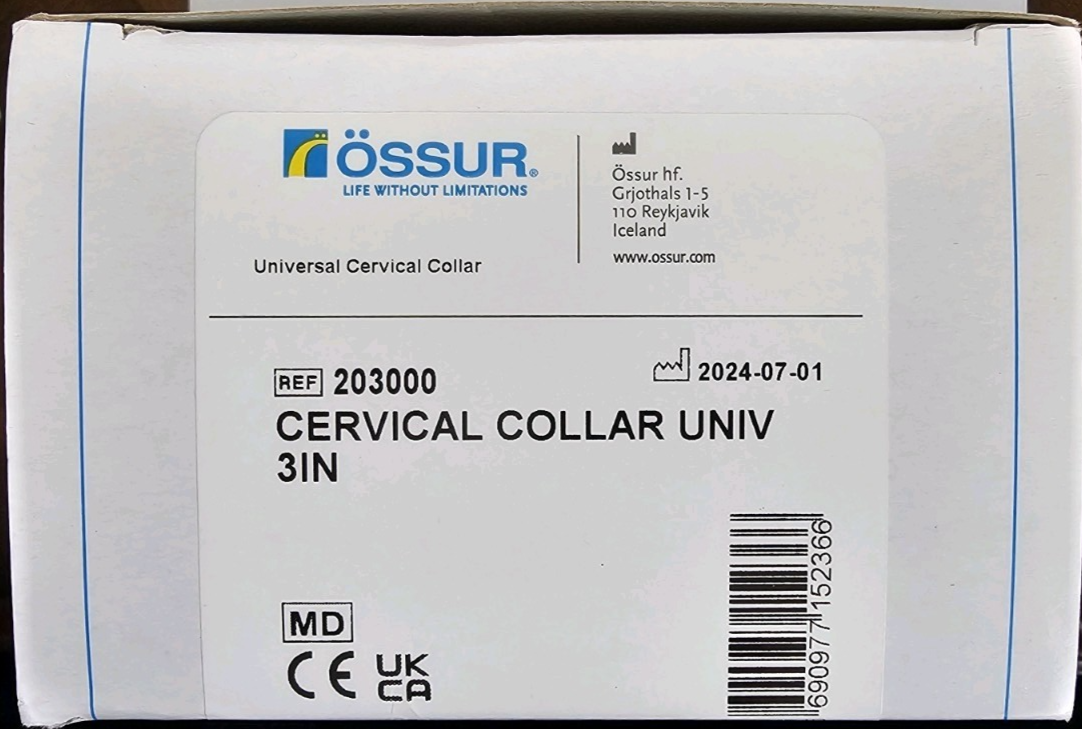 ÖSSUR®
LIFE WITHOUT LIMITATIONS
Össur hf.
Grjothals 1-5
110 Reykjavik
Iceland
www.ossur.com
Universal Cervical Collar
REF 203000
2024-07-01
CERVICAL COLLAR UNIV
3IN
MD
CE UK
CA
690977152366